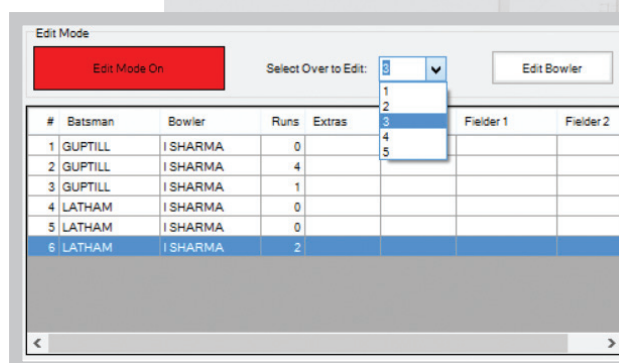 Edit Mode
Edit Mode On Select Over to Edit: 3 Edit Bowler
1
2
3
4
5
# Batsman Bowler Runs Extras Fielder 1 Fielder 2
1 GUPTILL I SHARMA 0
2 GUPTILL I SHARMA 4
3 GUPTILL I SHARMA 1
4 LATHAM I SHARMA 0
5 LATHAM I SHARMA 0
6 LATHAM I SHARMA 2